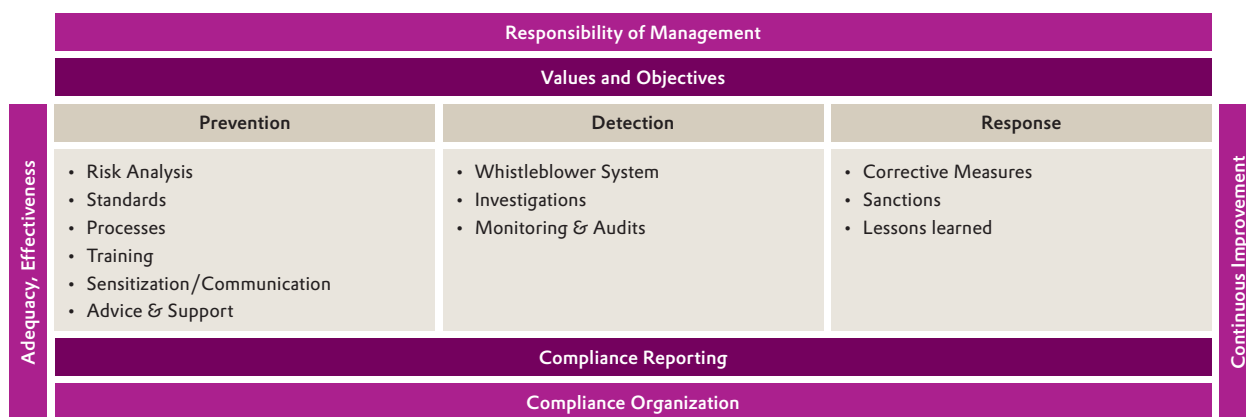 Responsibility of Management
Values and Objectives
Adequacy, Effectiveness
Prevention
• Risk Analysis
• Standards
• Processes
• Training
• Sensitization/Communication
• Advice & Support
Detection
• Whistleblower System
• Investigations
• Monitoring & Audits
Response
• Corrective Measures
• Sanctions
• Lessons learned
Continuous Improvement
Compliance Reporting
Compliance Organization